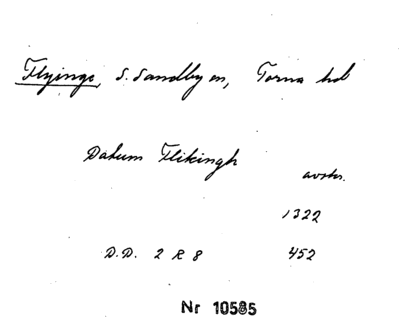 Flyinge, S. Sandby sn, Torna hd
Datum Flikingh
avskr.
1322
D.D. 2 R 8 452
Nr 10585